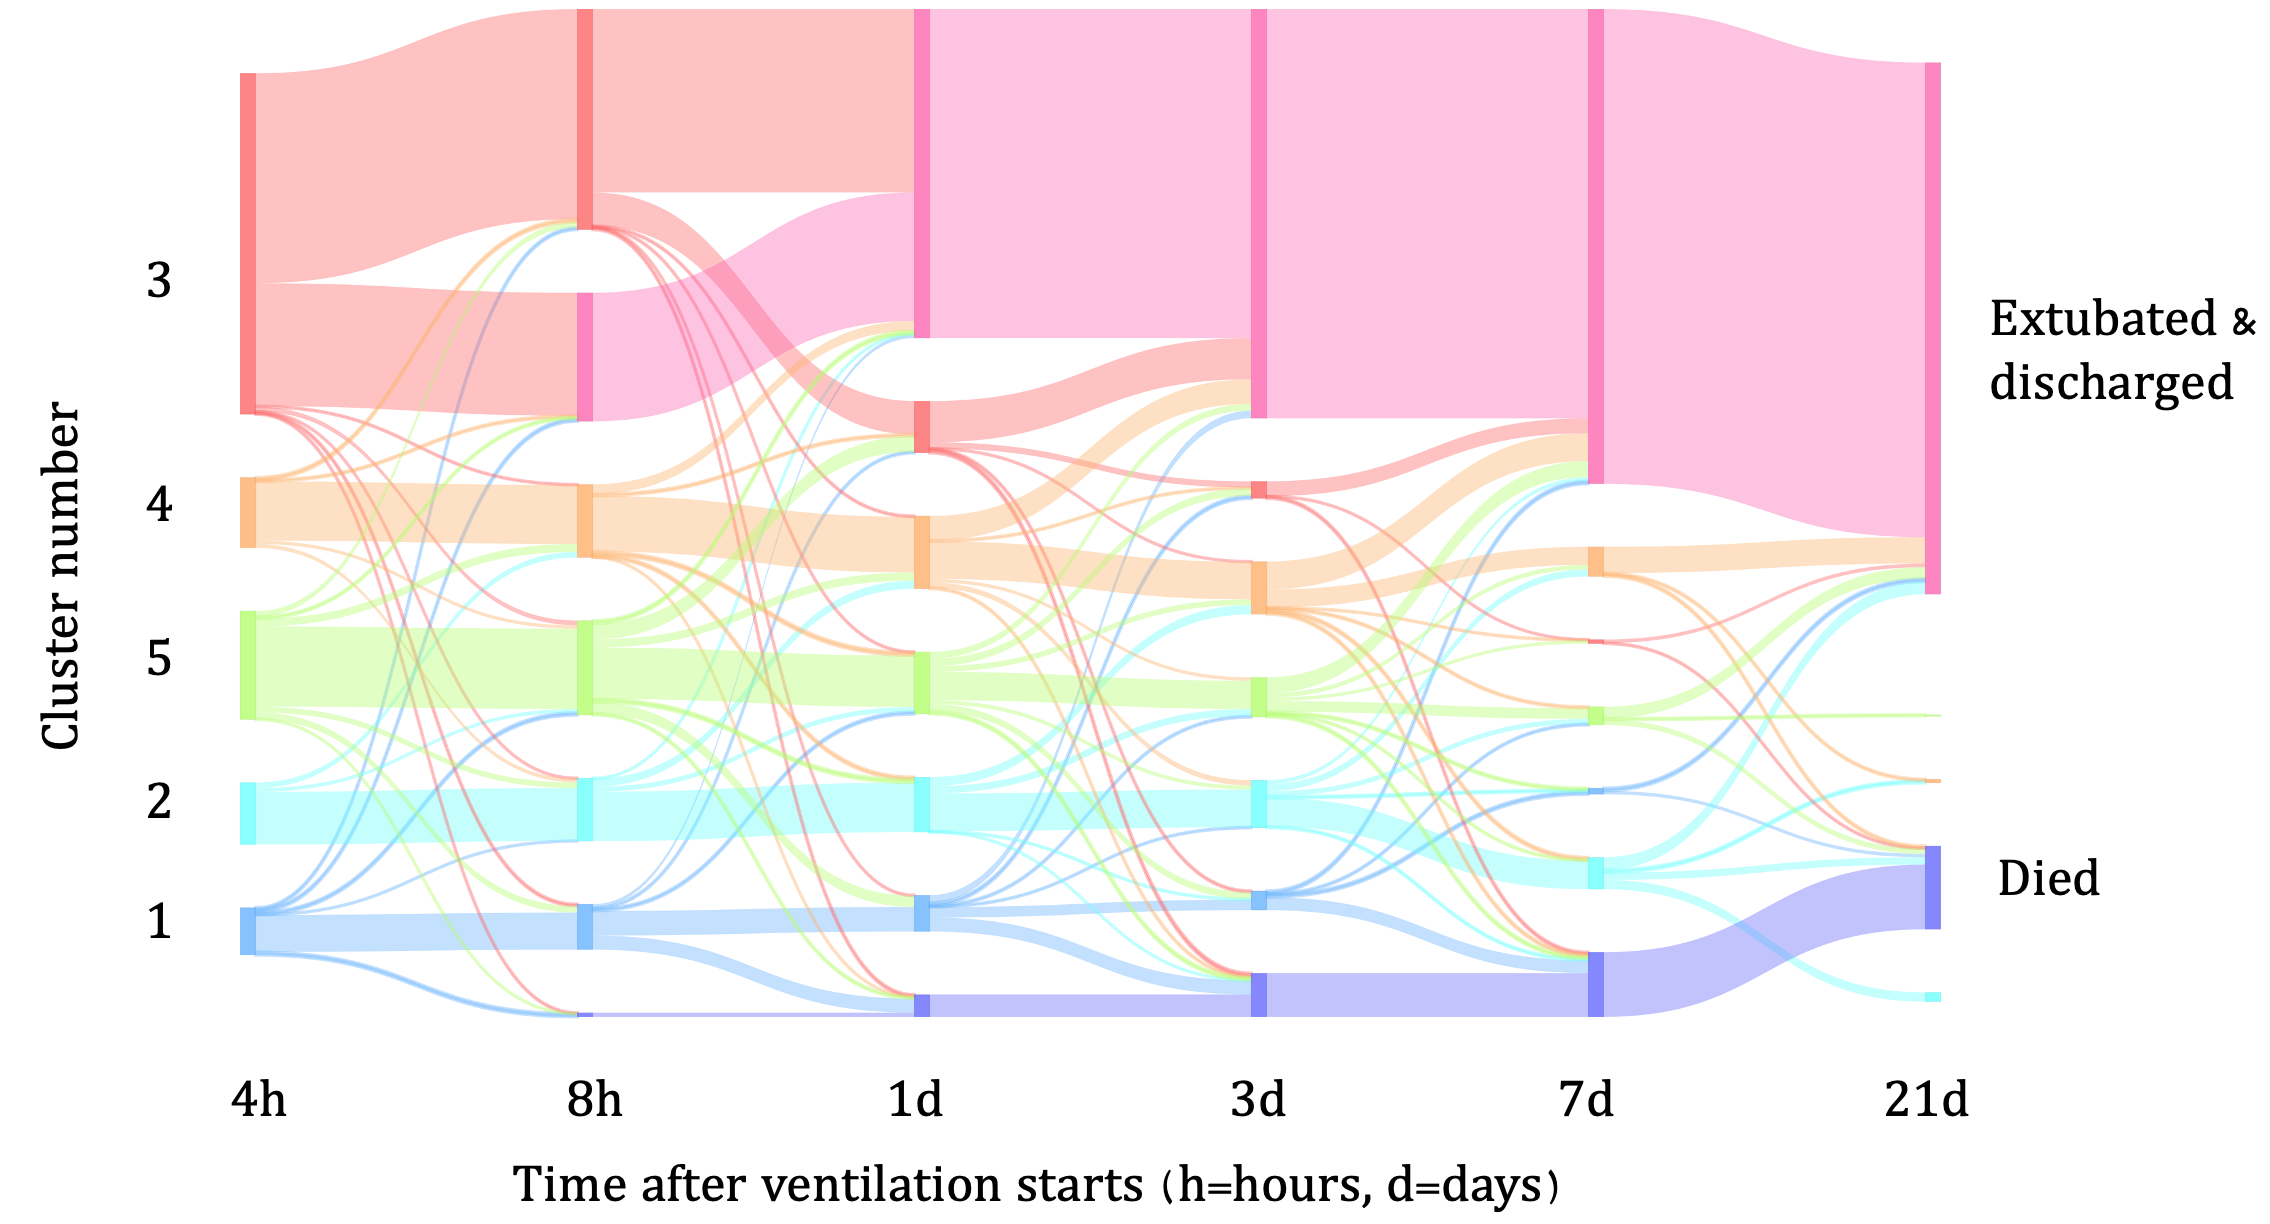 Cluster number
3
4
5
2
1
Extubated &
discharged
Died
4h 8h 1d 3d 7d 21d
Time after ventilation starts (h=hours, d=days)